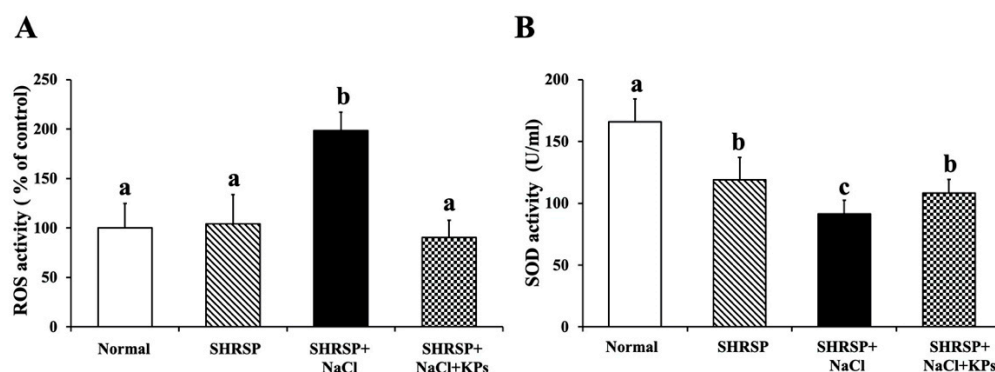 A
ROS activity ( % of control)
250
200
150
100
50
0
a
a
b
a
Normal
SHRSP
SHRSP+
NaCl
SHRSP+
NaCl+KPs
B
SOD activity (U/ml)
200
150
100
50
0
a
b
c
b
Normal
SHRSP
SHRSP+
NaCl
SHRSP+
NaCl+KPs